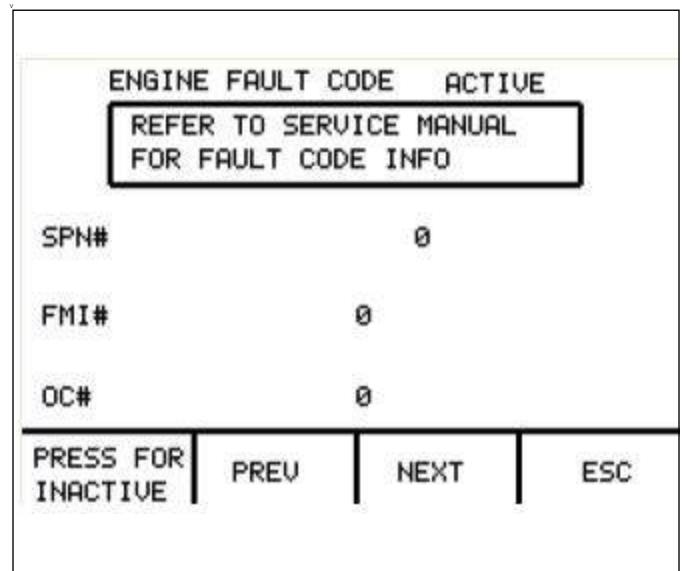 ENGINE FAULT CODE ACTIVE
REFER TO SERVICE MANUAL
FOR FAULT CODE INFO
SPN# 0
FMI# 0
OC# 0
PRESS FOR
INACTIVE
PREV
NEXT
ESC